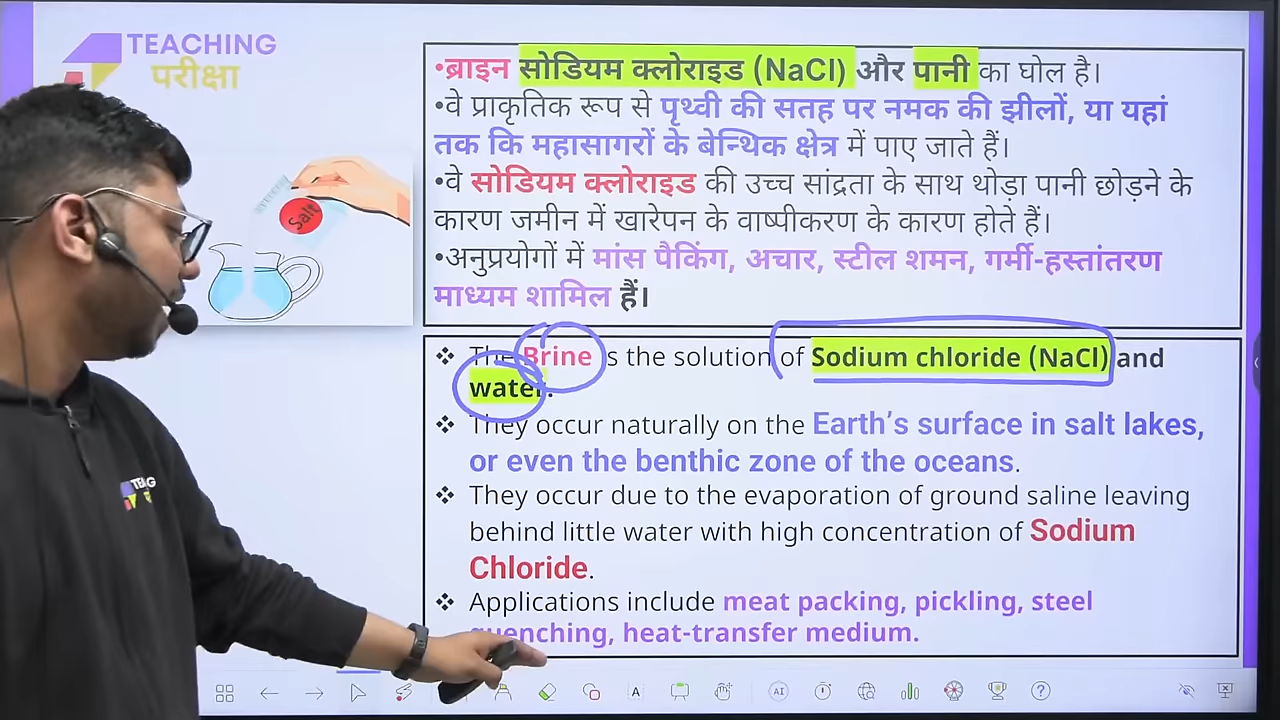 TEACHING
परीक्षा
•ब्राइन सोडियम क्लोराइड (NaCl) और पानी का घोल है।
•वे प्राकृतिक रूप से पृथ्वी की सतह पर नमक की झीलों, या यहां
तक कि महासागरों के बेन्थिक क्षेत्र में पाए जाते हैं।
•वे सोडियम क्लोराइड की उच्च सांद्रता के साथ थोड़ा पानी छोड़ने के
कारण जमीन में खारेपन के वाष्पीकरण के कारण होते हैं।
•अनुप्रयोगों में मांस पैकिंग, अचार, स्टील शमन, गर्मी-हस्तांतरण
माध्यम शामिल हैं।
Salt
❖ The Brine is the solution of Sodium chloride (NaCl) and
water.
❖ They occur naturally on the Earth's surface in salt lakes,
or even the benthic zone of the oceans.
❖ They occur due to the evaporation of ground saline leaving
behind little water with high concentration of Sodium
Chloride.
❖ Applications include meat packing, pickling, steel
quenching, heat-transfer medium.
A
AI
?